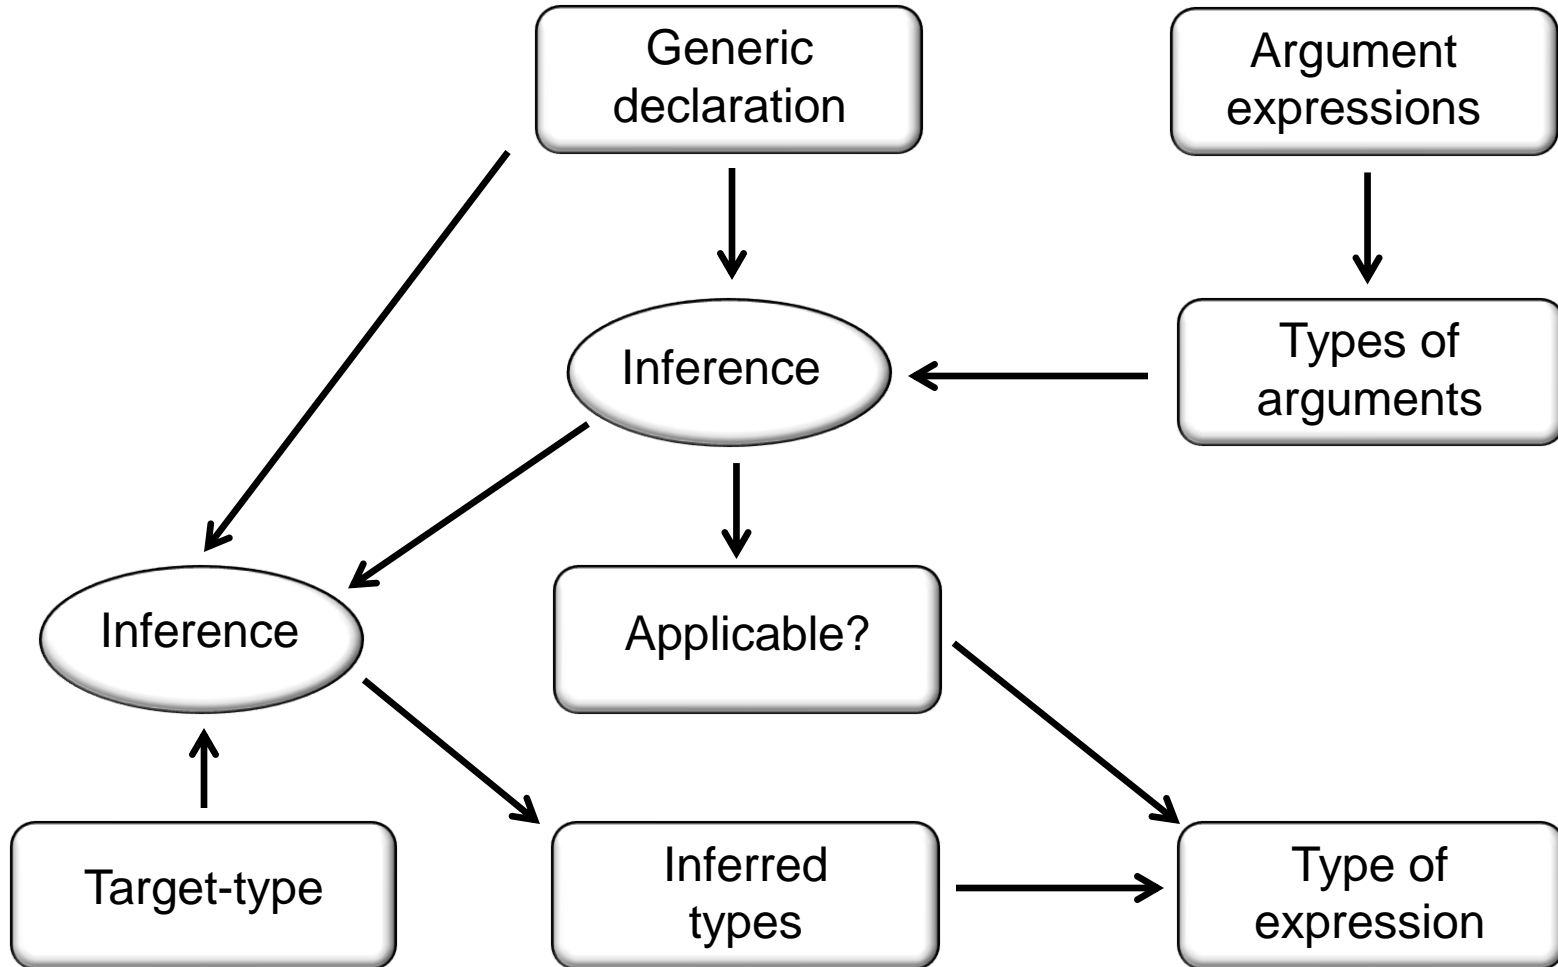 Generic
declaration
Argument
expressions
Inference
Types of
arguments
Inference
Applicable?
Target-type
Inferred
types
Type of
expression